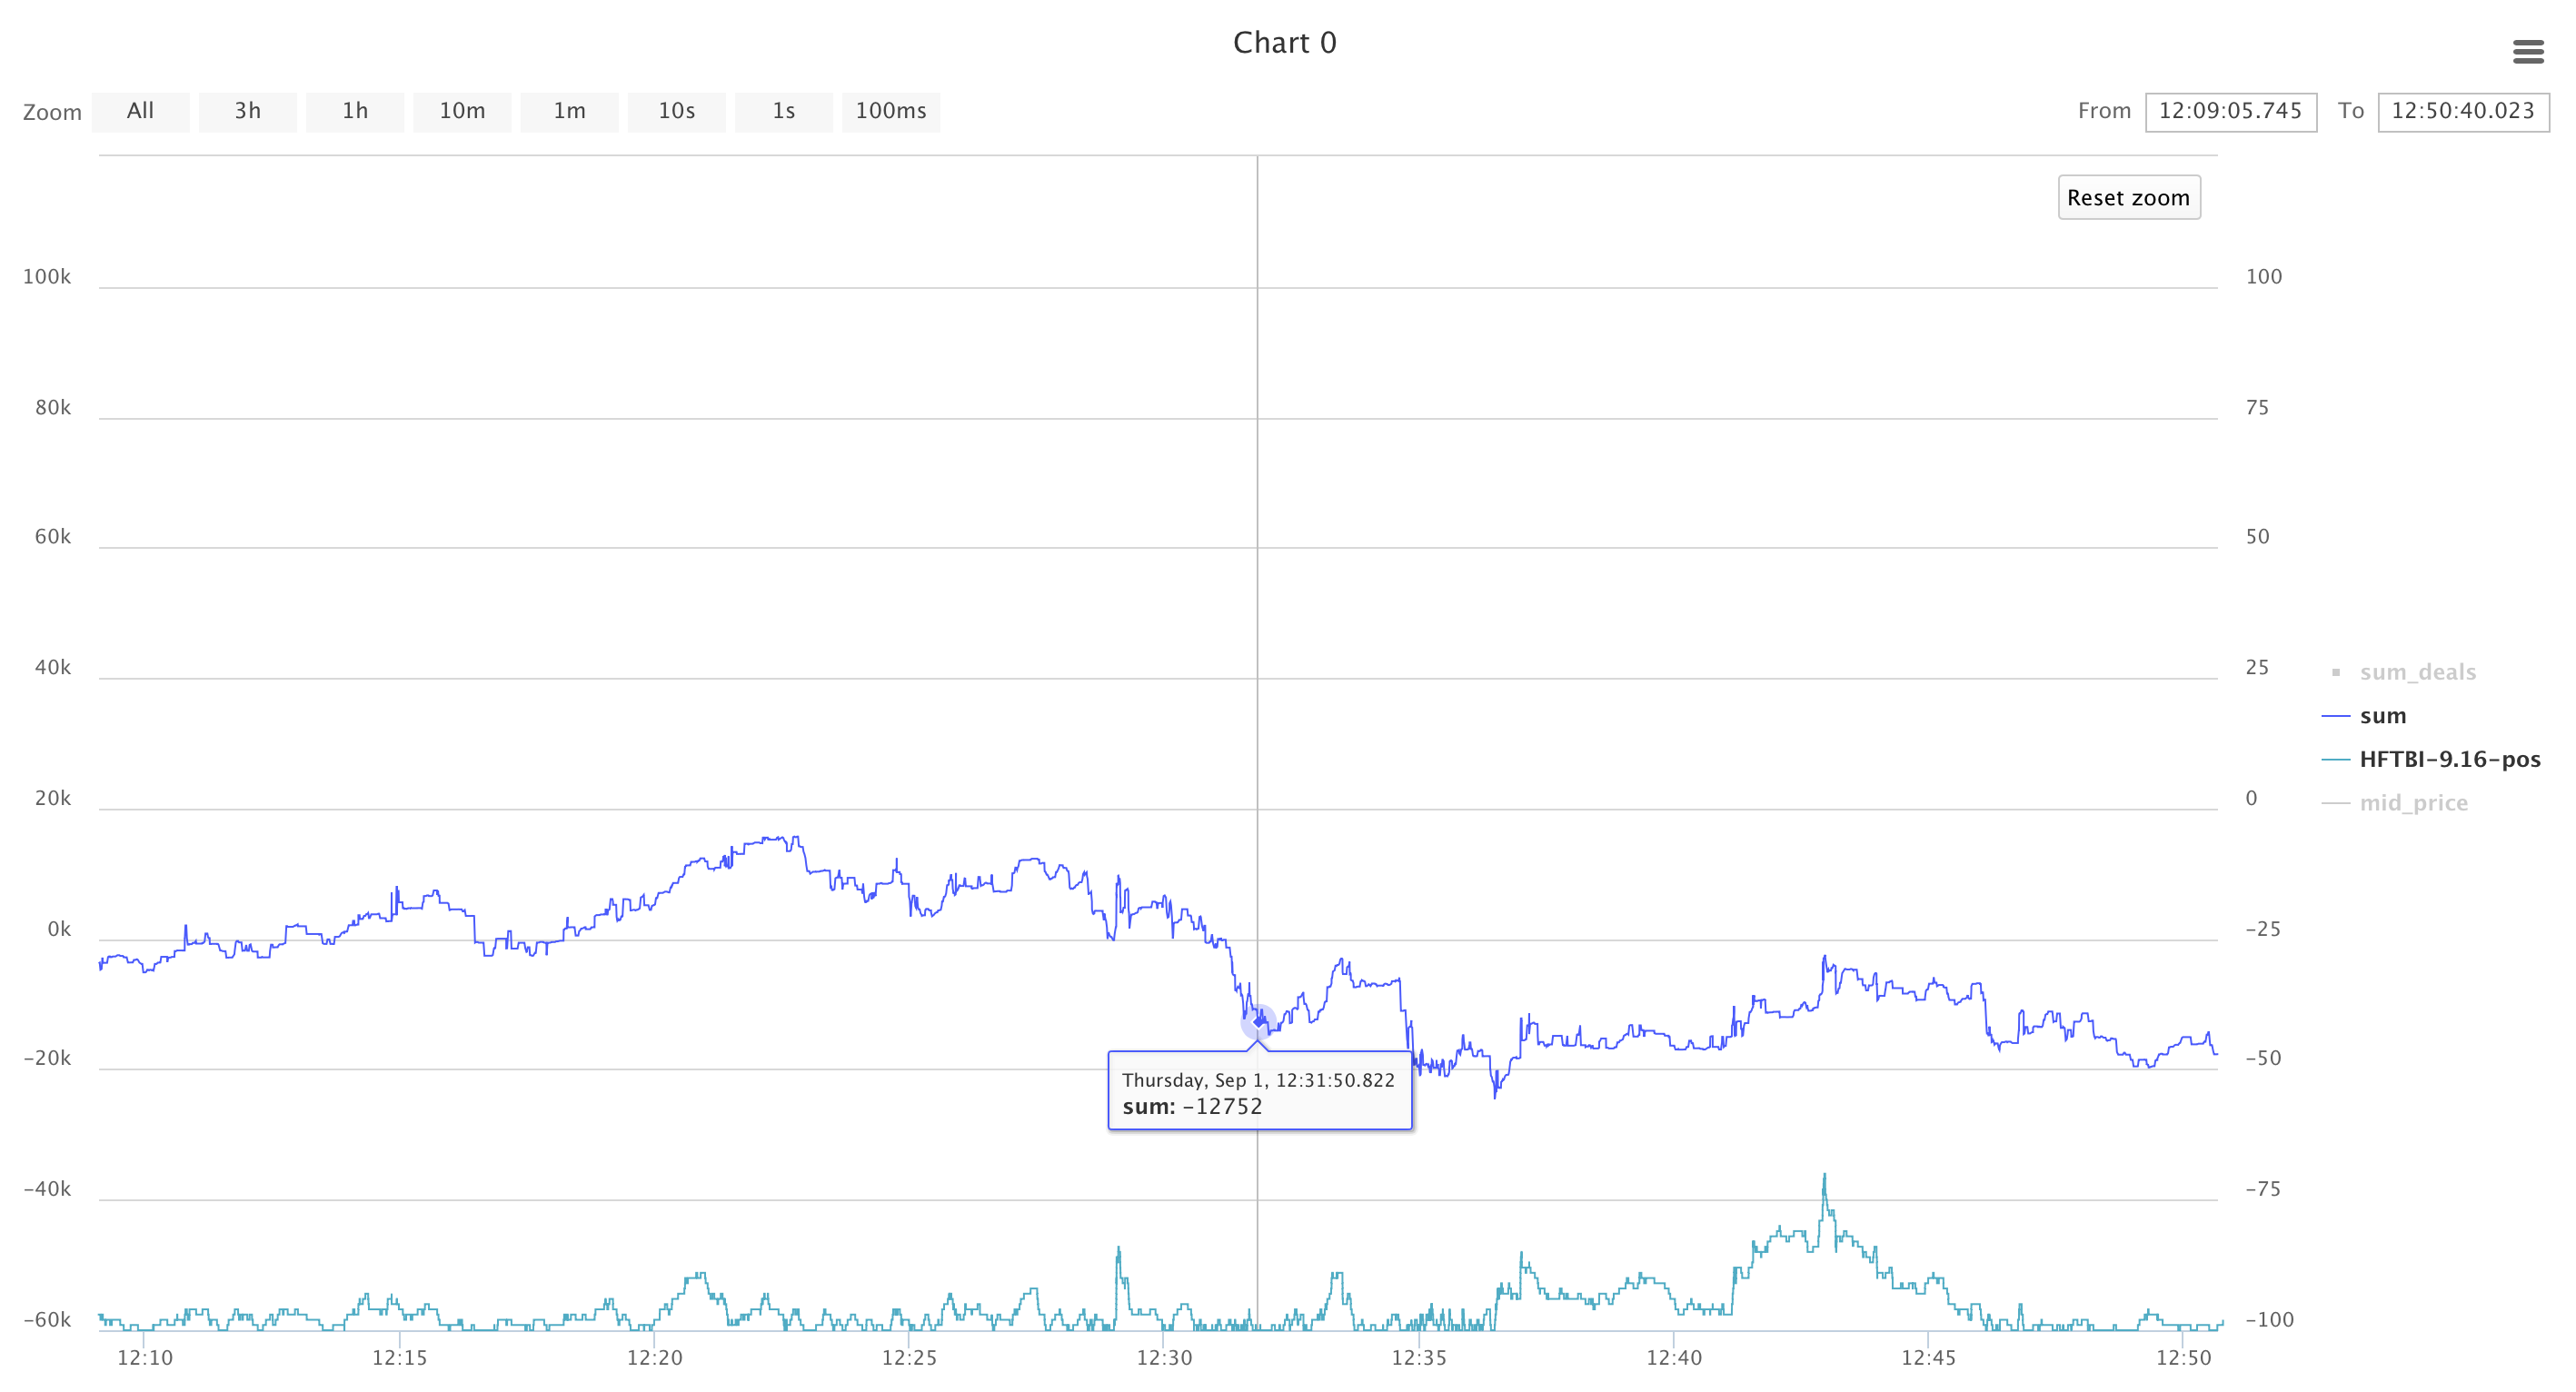 Chart 0
Zoom All 3h 1h 10m 1m 10s 1s 100ms From 12:09:05.745 To 12:50:40.023
Reset zoom
100k 100
80k 75
60k 50
40k 25
sum_deals
sum
HFTBI-9.16-pos
20k 0
mid_price
0k -25
-20k -50
Thursday, Sep 1, 12:31:50.822
sum: -12752
-40k -75
-60k -100
12:10 12:15 12:20 12:25 12:30 12:35 12:40 12:45 12:50